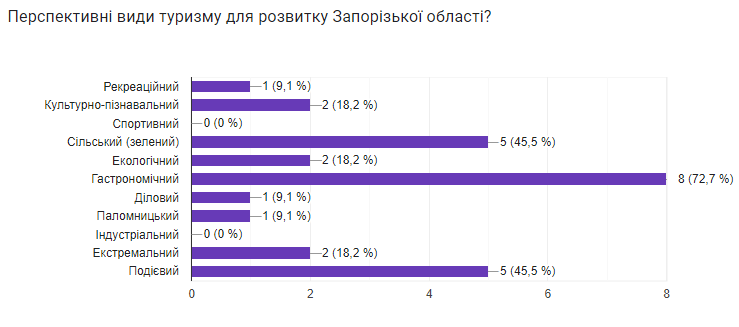 Перспективні види туризму для розвитку Запорізької області?
Рекреаційний 1 (9,1 %)
Культурно-пізнавальний 2 (18,2 %)
Спортивний 0 (0 %)
Сільський (зелений) 5 (45,5 %)
Екологічний 2 (18,2 %)
Гастрономічний 8 (72,7 %)
Діловий 1 (9,1 %)
Паломницький 1 (9,1 %)
Індустріальний 0 (0 %)
Екстремальний 2 (18,2 %)
Подієвий 5 (45,5 %)
0 2 4 6 8